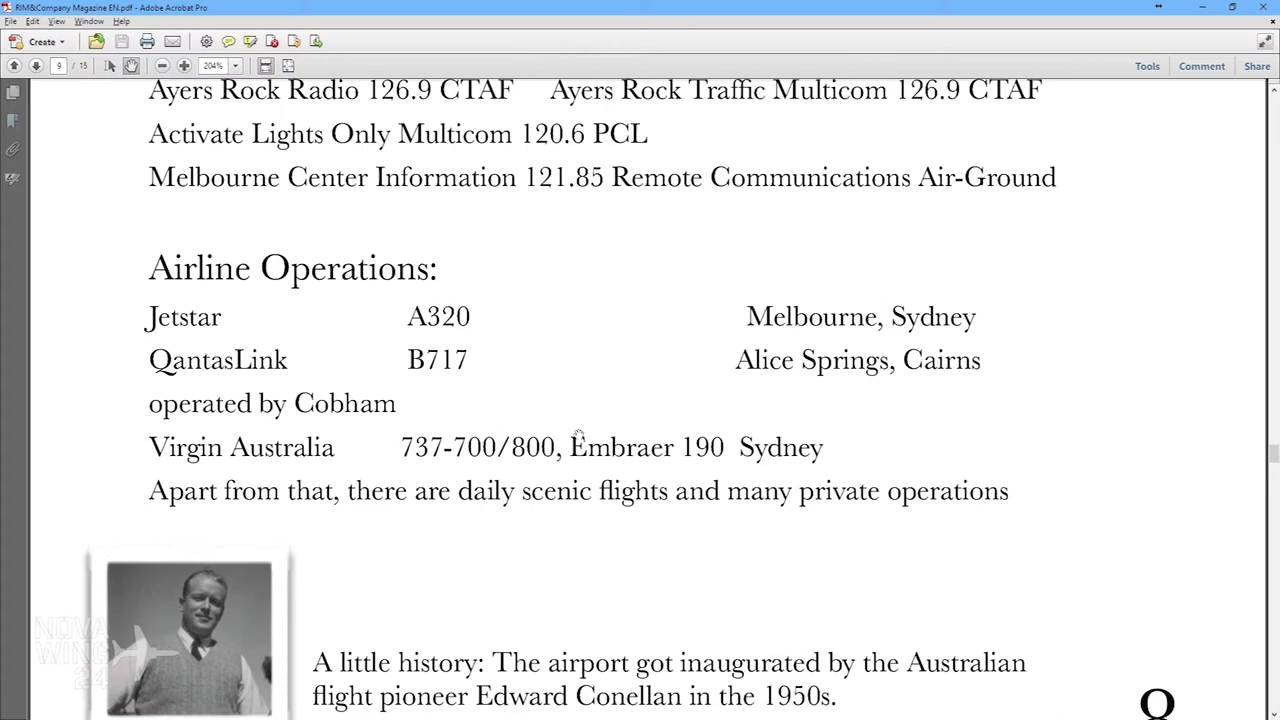 RIM&Company Magazine EN.pdf - Adobe Acrobat Pro
File Edit View Window Help
Create
9 / 15 204% Tools Comment Share
Ayers Rock Radio 126.9 CTAF Ayers Rock Traffic Multicom 126.9 CTAF
Activate Lights Only Multicom 120.6 PCL
Melbourne Center Information 121.85 Remote Communications Air-Ground
Airline Operations:
Jetstar A320 Melbourne, Sydney
QantasLink B717 Alice Springs, Cairns
operated by Cobham
Virgin Australia 737-700/800, Embraer 190 Sydney
Apart from that, there are daily scenic flights and many private operations
NOVA
WING
24
A little history: The airport got inaugurated by the Australian
flight pioneer Edward Conellan in the 1950s.
Q